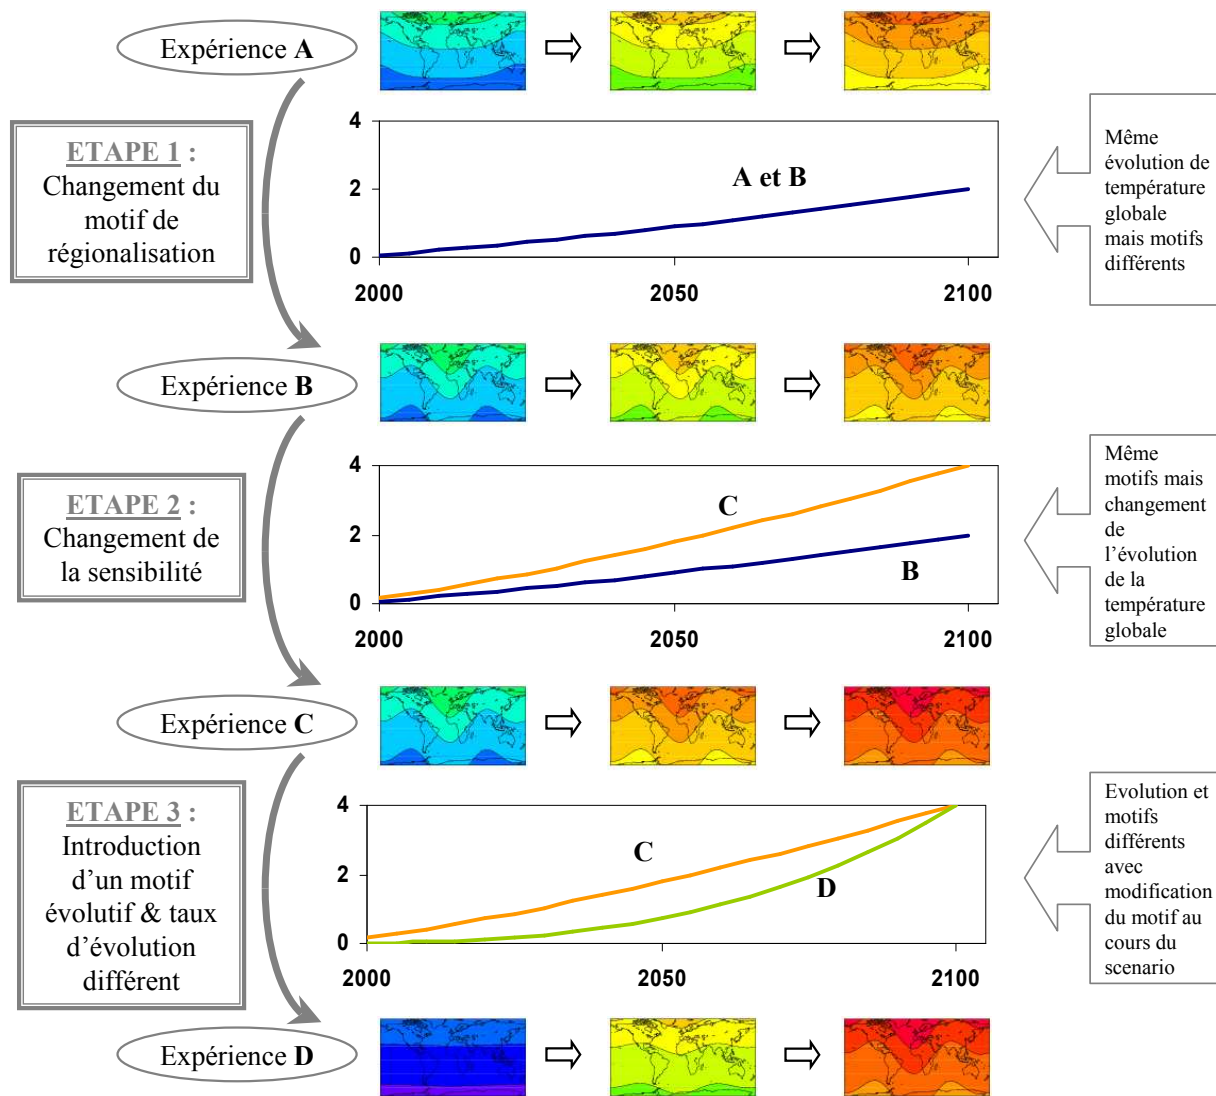 Expérience A
ETAPE 1 :
Changement du
motif de
régionalisation
4
2
0
A et B
2000
2050
2100
Même
évolution de
température
globale
mais motifs
différents
Expérience B
ETAPE 2 :
Changement de
la sensibilité
4
2
0
C
B
2000
2050
2100
Même
motifs mais
changement
de
l’évolution
de la
température
globale
Expérience C
ETAPE 3 :
Introduction
d’un motif
évolutif & taux
d’évolution
différent
4
2
0
C
D
2000
2050
2100
Evolution et
motifs
différents
avec
modification
du motif au
cours du
scenario
Expérience D